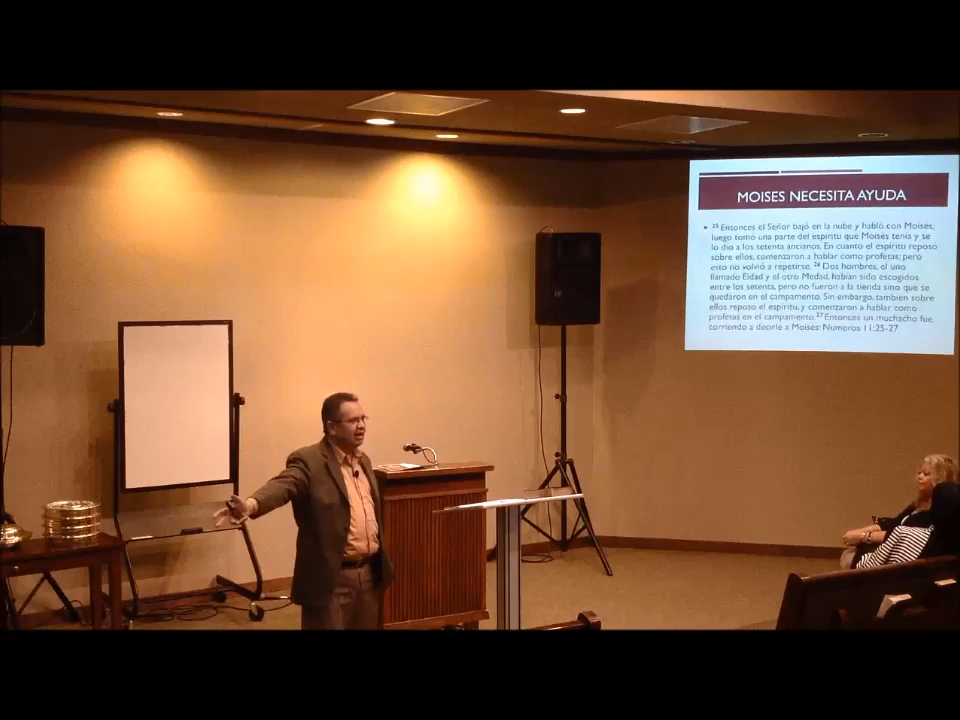 MOISES NECESITA AYUDA
▪ 25 Entonces el Señor bajó en la nube y habló con Moisés,
luego tomó una parte del espíritu que Moisés tenía y se
lo dio a los setenta ancianos. En cuanto el espíritu reposó
sobre ellos, comenzaron a hablar como profetas; pero
esto no volvió a repetirse. 26 Dos hombres, el uno
llamado Eldad y el otro Medad, habían sido escogidos
entre los setenta, pero no fueron a la tienda sino que se
quedaron en el campamento. Sin embargo, también sobre
ellos reposó el espíritu, y comenzaron a hablar como
profetas en el campamento. 27 Entonces un muchacho fue
corriendo a decirle a Moisés: Numeros 11:25-27